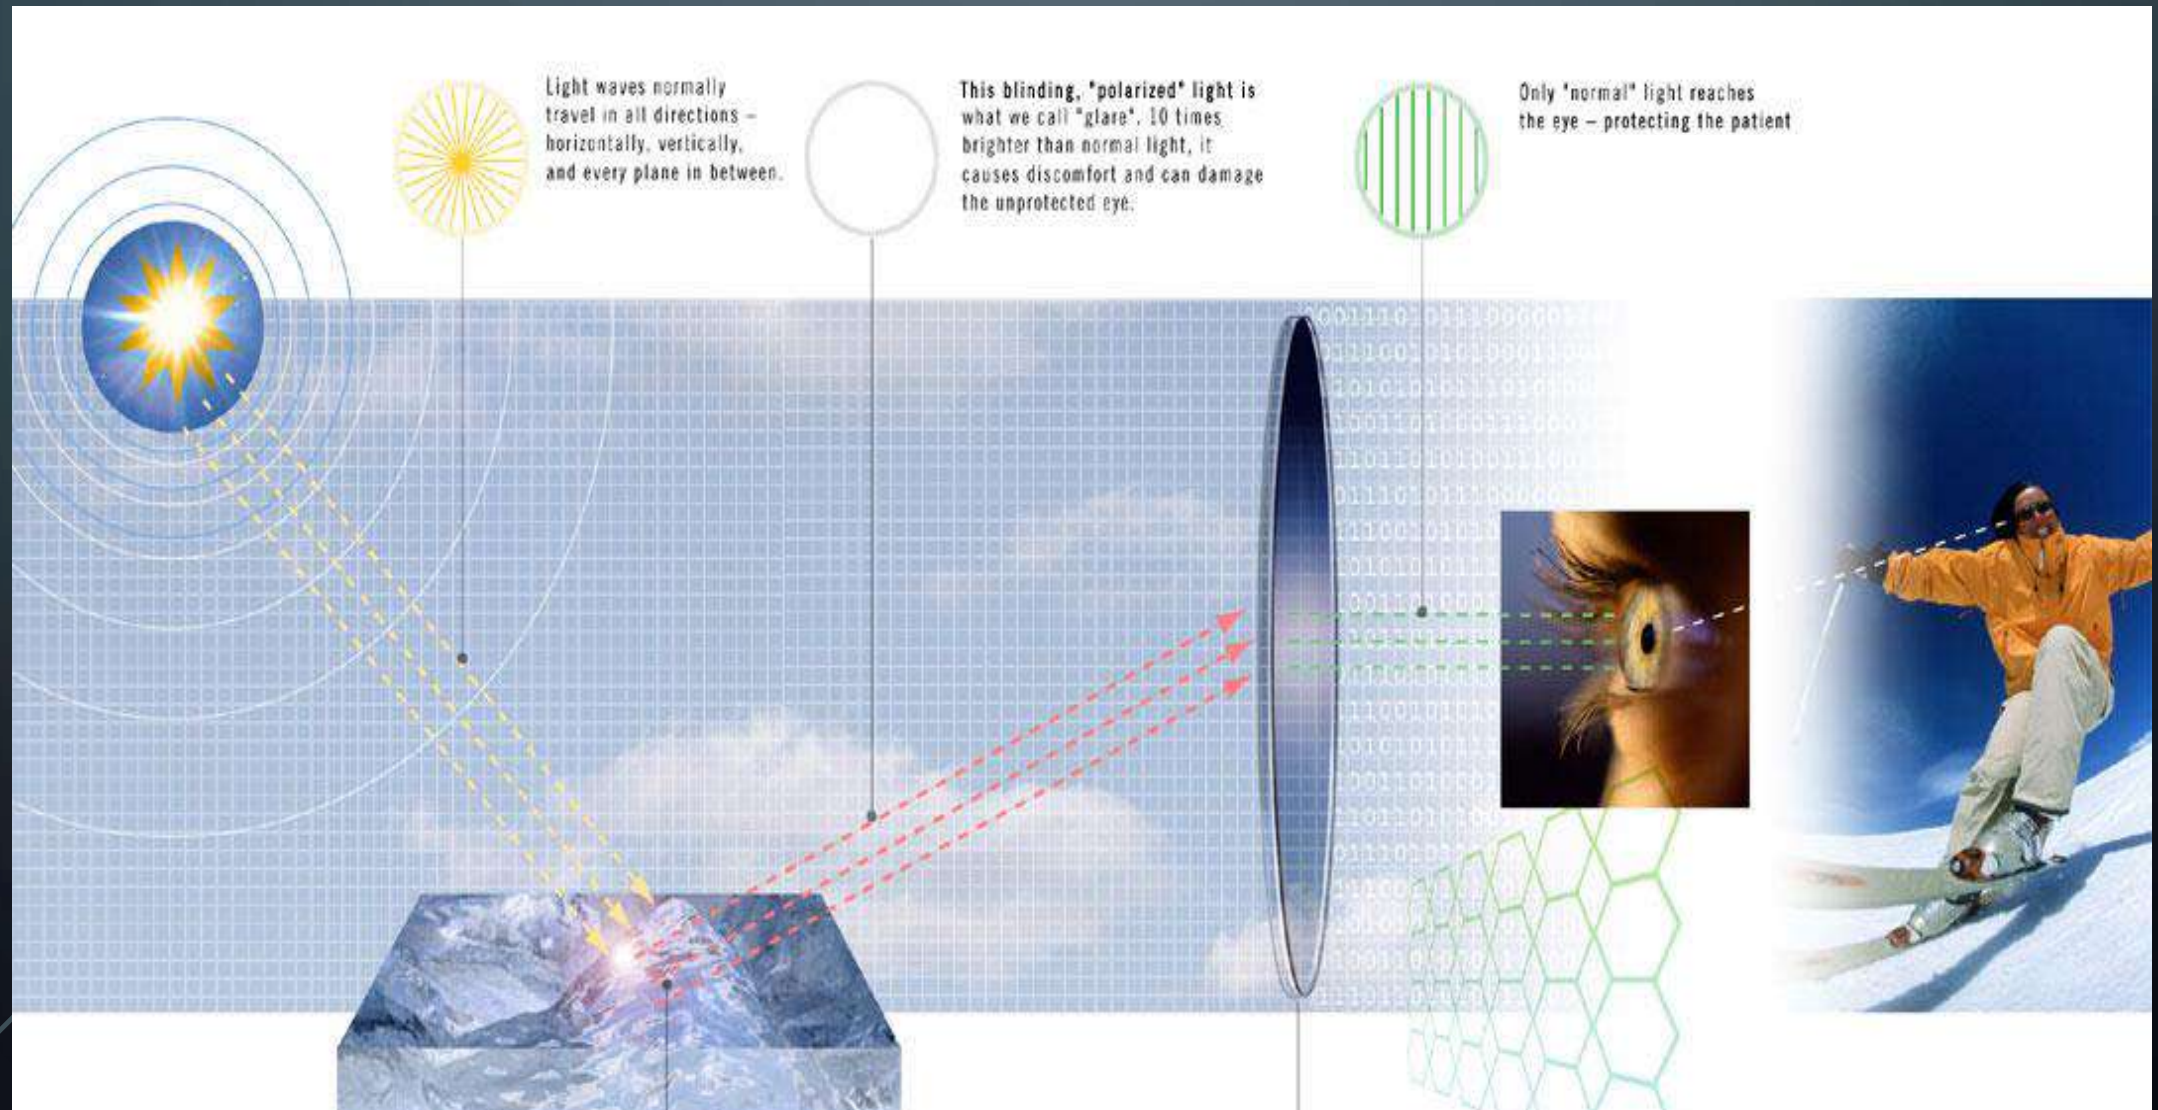 Light waves normally
travel in all directions –
horizontally, vertically,
and every plane in between.
This blinding, "polarized" light is
what we call "glare". 10 times
brighter than normal light, it
causes discomfort and can damage
the unprotected eye.
Only "normal" light reaches
the eye – protecting the patient